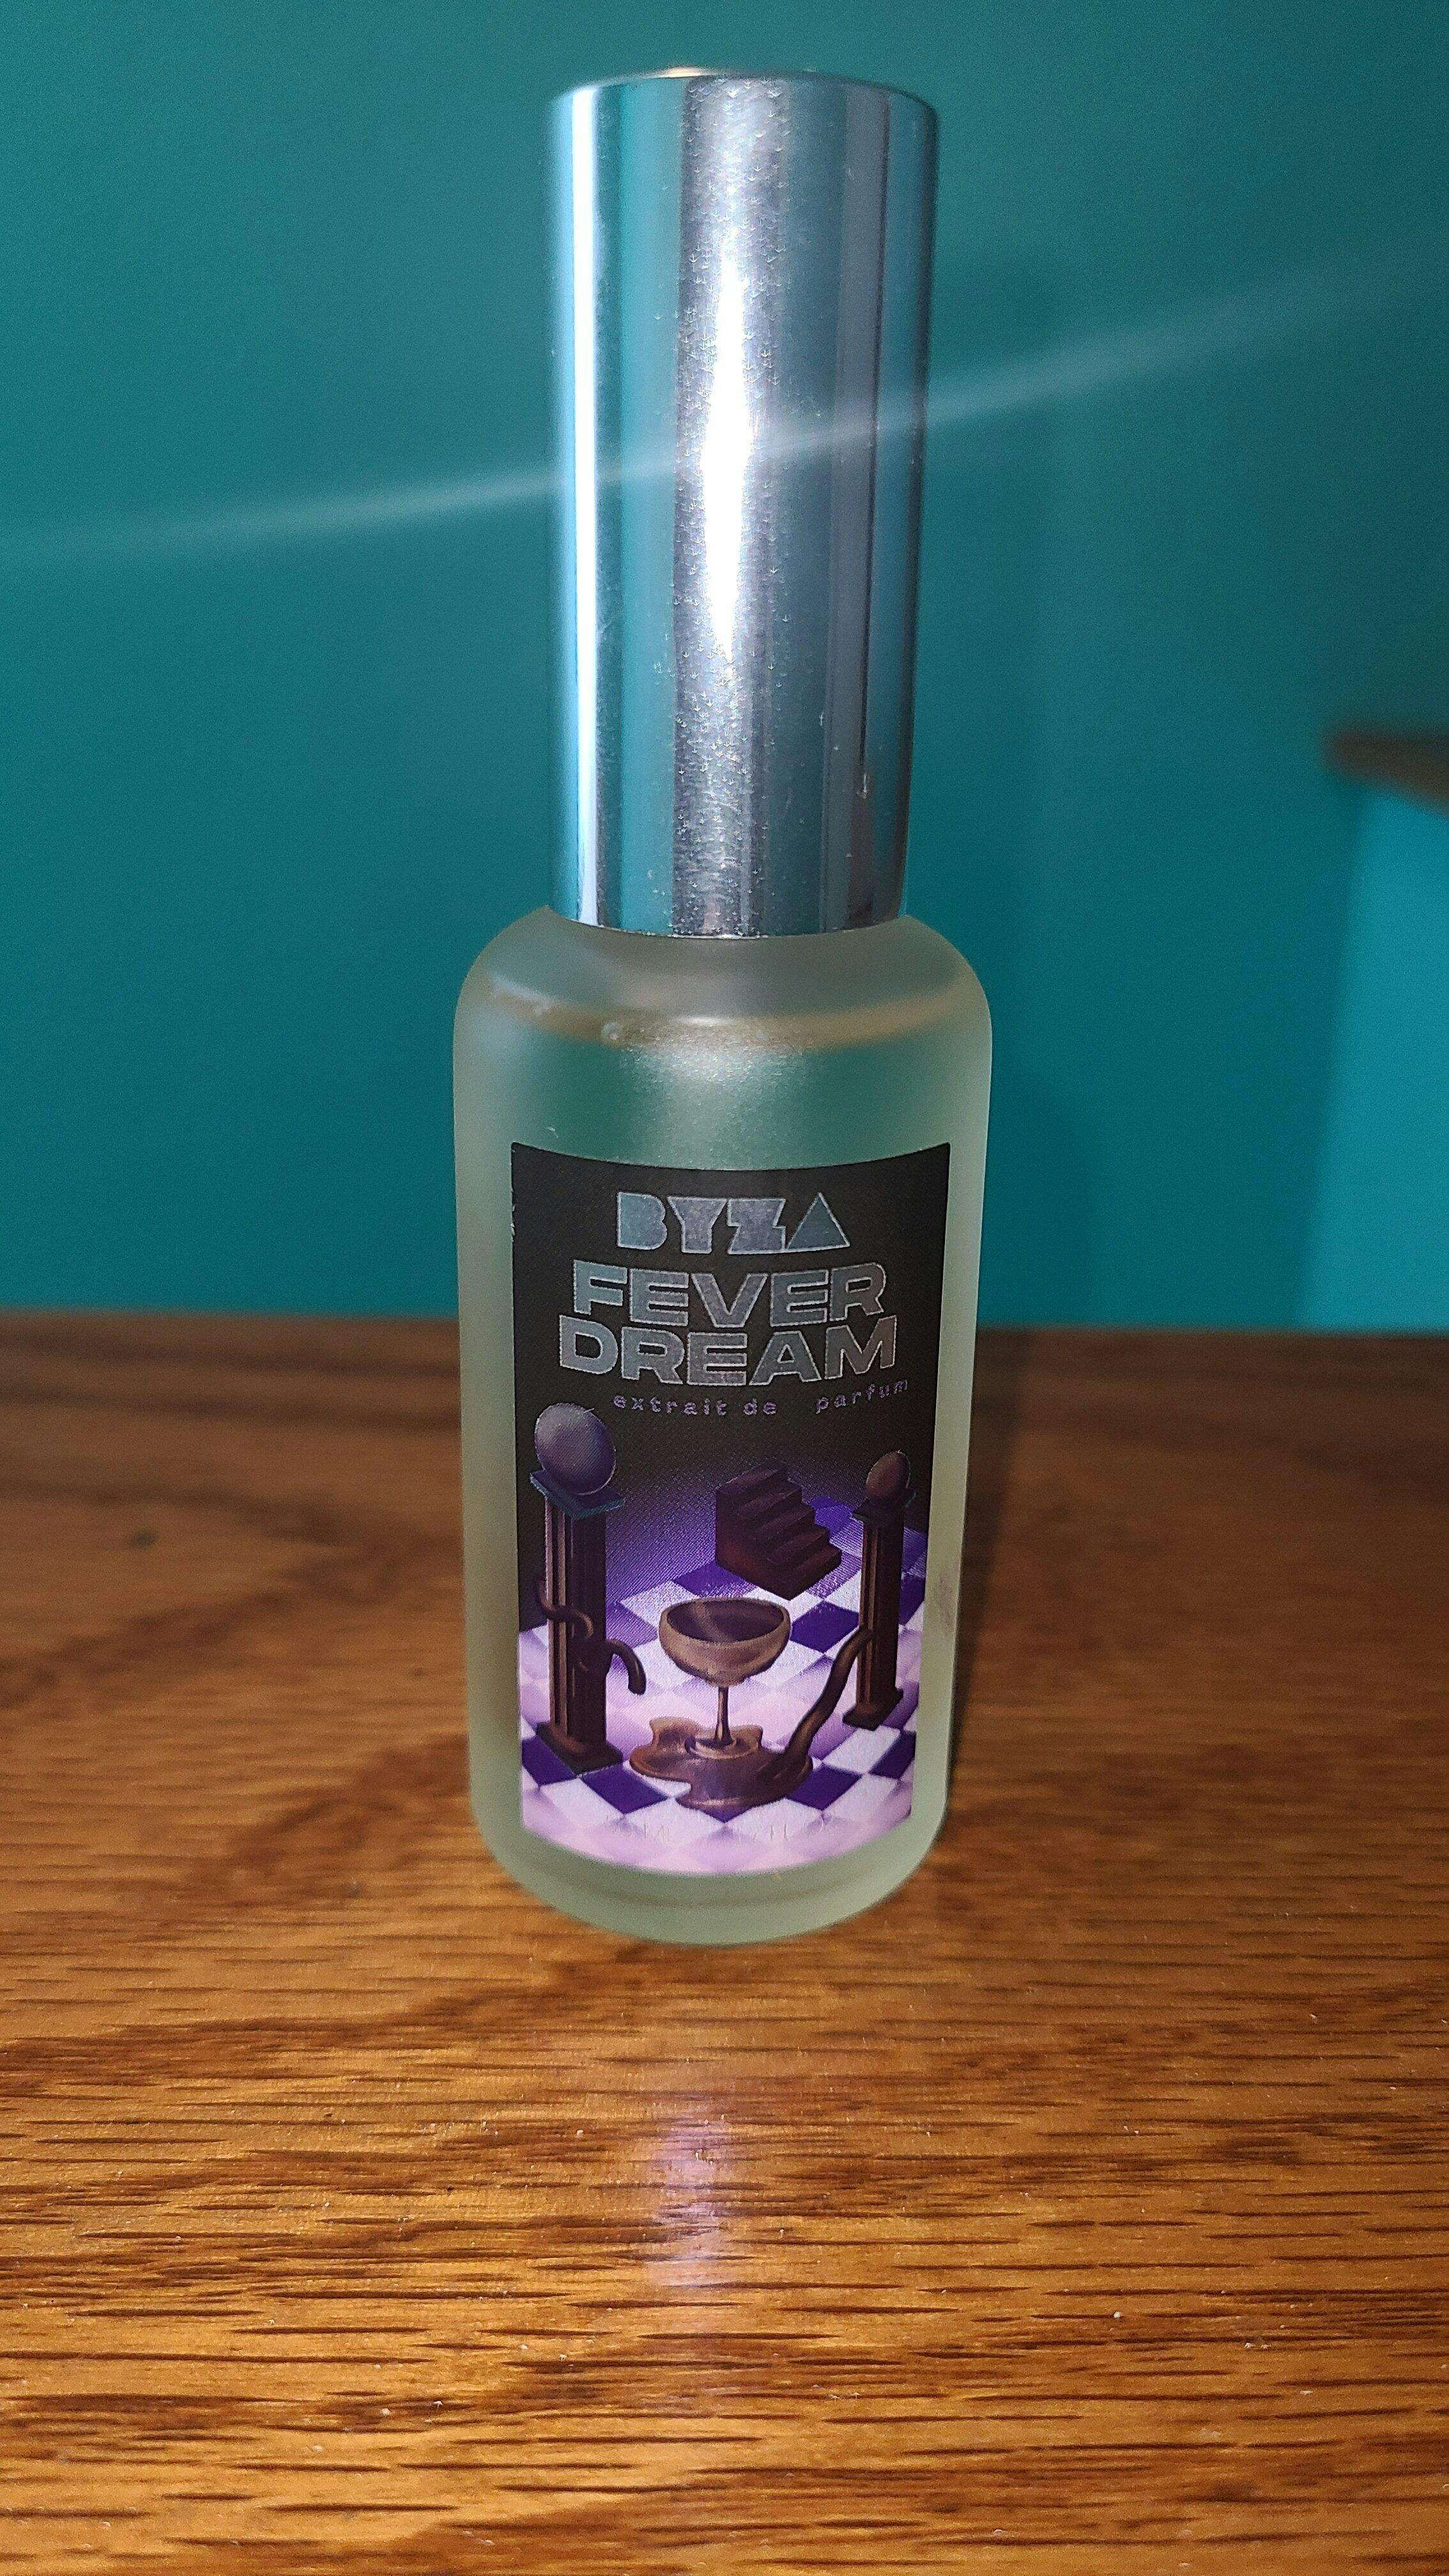 BYZA
FEVER
DREAM
extrait de parfum